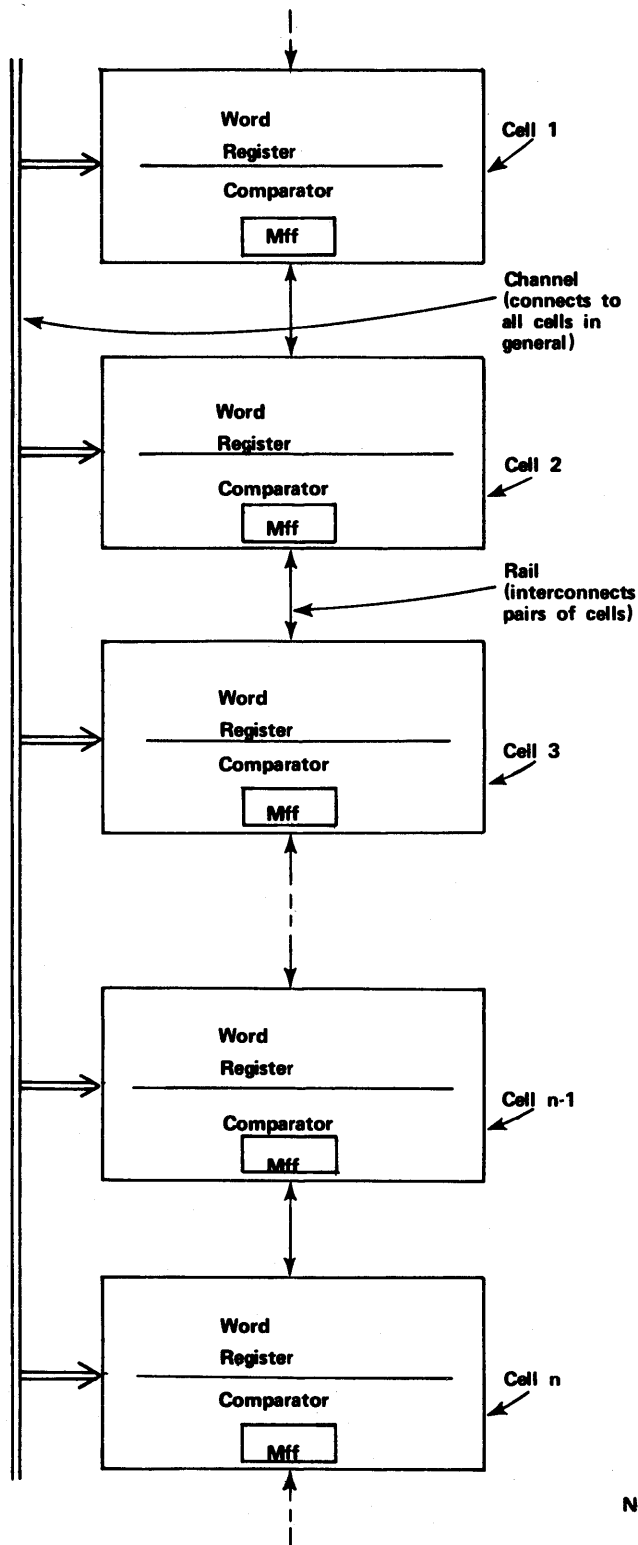 Word
Register
Comparator
Mff
Cell 1
Channel
(connects to
all cells in
general)
Word
Register
Comparator
Mff
Cell 2
Rail
(interconnects
pairs of cells)
Word
Register
Comparator
Mff
Cell 3
Word
Register
Comparator
Mff
Cell n-1
Word
Register
Comparator
Mff
Cell n
N